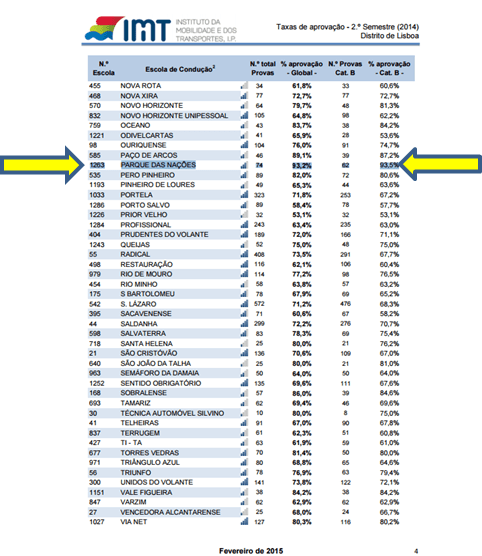 IMT INSTITUTO DA MOBILIDADE E DOS TRANSPORTES, I.P.
Taxas de aprovação - 2.º Semestre (2014)
Distrito de Lisboa
N.º Escola Escola de Condução² N.º total Provas % aprovação - Global - N.º Provas Cat. B % aprovação - Cat. B -
455 NOVA ROTA 34 61,8% 33 60,6%
468 NOVA XIRA 77 72,7% 77 72,7%
570 NOVO HORIZONTE 64 79,7% 48 81,3%
832 NOVO HORIZONTE UNIPESSOAL 105 64,8% 98 62,2%
759 OCEANO 43 83,7% 38 84,2%
1221 ODIVELCARTAS 41 65,9% 28 53,6%
98 OURIQUENSE 104 76,0% 91 74,7%
585 PAÇO DE ARCOS 46 89,1% 39 87,2%
1263 PARQUE DAS NAÇÕES 74 93,2% 62 93,5%
535 PERO PINHEIRO 89 82,0% 72 80,6%
1193 PINHEIRO DE LOURES 49 65,3% 44 63,6%
1033 PORTELA 323 71,8% 253 67,2%
1286 PORTO SALVO 89 58,4% 78 57,7%
1226 PRIOR VELHO 32 53,1% 32 53,1%
1284 PROFISSIONAL 243 63,4% 235 63,0%
404 PRUDENTES DO VOLANTE 189 72,0% 166 71,1%
1243 QUEIJAS 52 75,0% 48 75,0%
55 RADICAL 408 73,5% 291 67,7%
498 RESTAURAÇÃO 116 62,1% 106 60,4%
979 RIO DE MOURO 114 77,2% 98 76,5%
454 RIO MINHO 58 63,8% 57 63,2%
175 S BARTOLOMEU 78 67,9% 69 65,2%
542 S. LÁZARO 572 71,2% 476 68,3%
395 SACAVENENSE 71 60,6% 67 58,2%
44 SALDANHA 299 72,2% 276 70,7%
598 SALVATERRA 83 78,3% 69 75,4%
718 SANTA HELENA 25 80,0% 21 76,2%
21 SÃO CRISTÓVÃO 136 70,6% 109 67,0%
640 SÃO JOÃO DA TALHA 25 80,0% 21 81,0%
963 SEMÁFORO DA DAMAIA 50 64,0% 50 64,0%
1252 SENTIDO OBRIGATÓRIO 135 69,6% 111 67,6%
168 SOBRALENSE 57 86,0% 39 84,6%
693 TAMARIZ 62 69,4% 46 69,6%
30 TÉCNICA AUTOMÓVEL SILVINO 10 80,0% 8 75,0%
41 TELHEIRAS 91 67,0% 90 67,8%
837 TERRUGEM 61 62,3% 51 60,8%
427 TI - TA 63 61,9% 59 61,0%
677 TORRES VEDRAS 70 81,4% 50 80,0%
971 TRIÂNGULO AZUL 80 68,8% 65 64,6%
56 TRIUNFO 78 76,9% 63 79,4%
300 UNIDOS DO VOLANTE 141 73,8% 122 72,1%
1151 VALE FIGUEIRA 38 84,2% 38 84,2%
847 VARZIM 62 62,9% 62 62,9%
27 VENCEDORA ALCANTARENSE 25 68,0% 24 66,7%
1027 VIA NET 127 80,3% 116 80,2%
Fevereiro de 2015 4